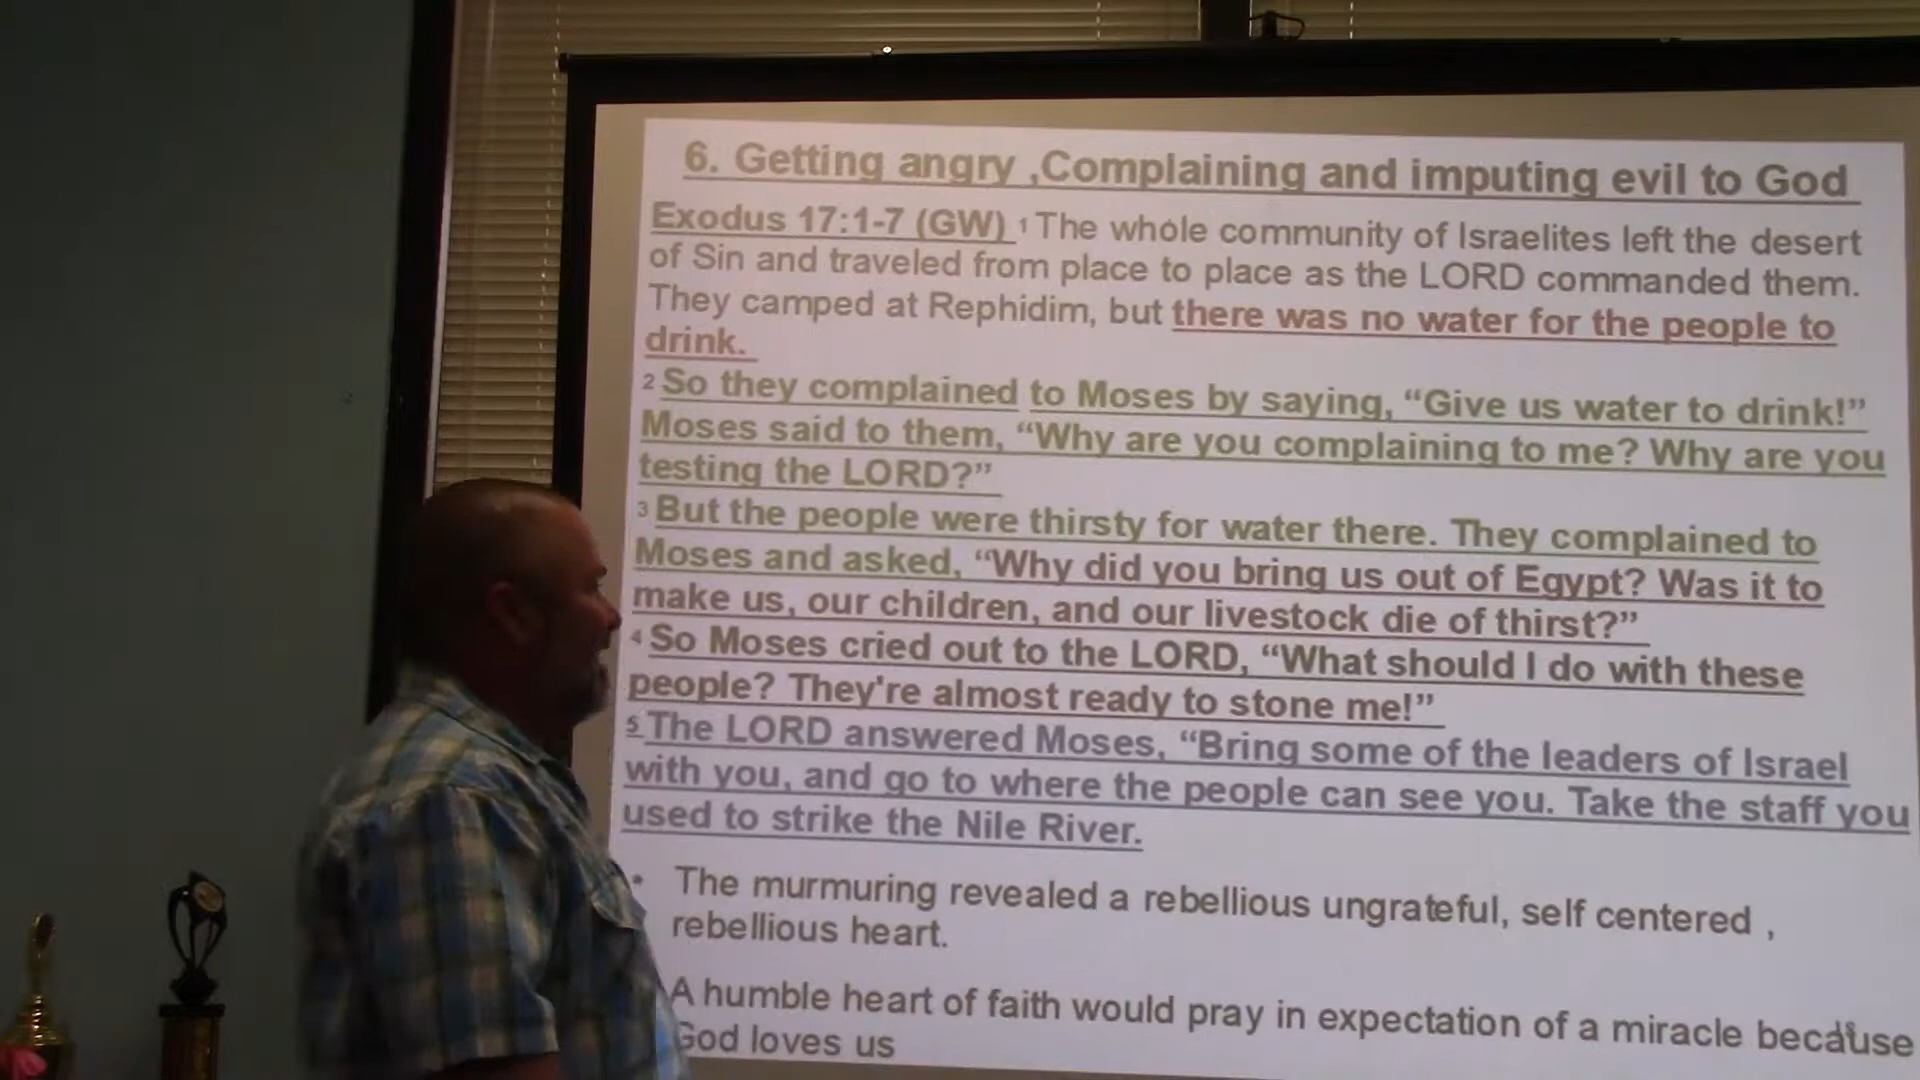 6. Getting angry ,Complaining and imputing evil to God
Exodus 17:1-7 (GW) 1 The whole community of Israelites left the desert
of Sin and traveled from place to place as the LORD commanded them.
They camped at Rephidim, but there was no water for the people to
drink.
2 So they complained to Moses by saying, “Give us water to drink!”
Moses said to them, “Why are you complaining to me? Why are you
testing the LORD?”
3 But the people were thirsty for water there. They complained to
Moses and asked, “Why did you bring us out of Egypt? Was it to
make us, our children, and our livestock die of thirst?”
4 So Moses cried out to the LORD, “What should I do with these
people? They're almost ready to stone me!”
5 The LORD answered Moses, “Bring some of the leaders of Israel
with you, and go to where the people can see you. Take the staff you
used to strike the Nile River.
* The murmuring revealed a rebellious ungrateful, self centered ,
rebellious heart.
A humble heart of faith would pray in expectation of a miracle because
God loves us